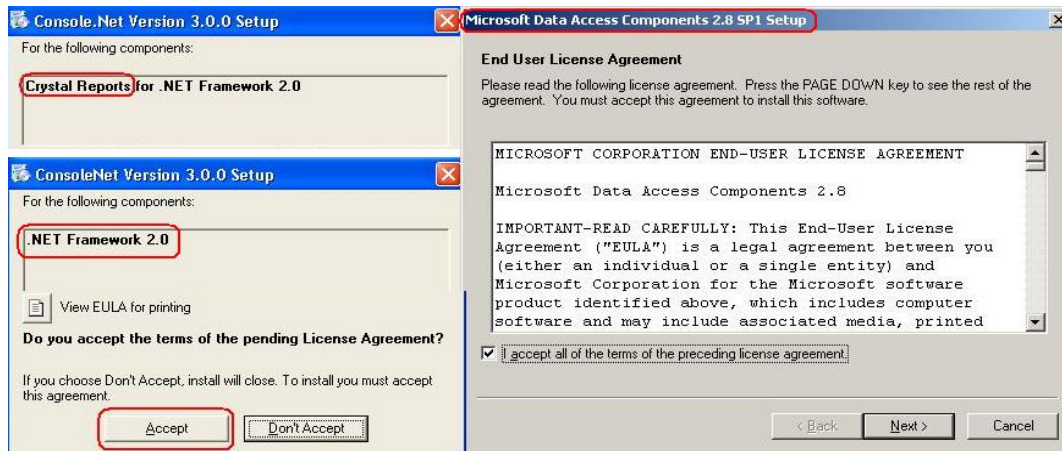 Console.Net Version 3.0.0 Setup
For the following components:
Crystal Reports for .NET Framework 2.0
ConsoleNet Version 3.0.0 Setup
For the following components:
.NET Framework 2.0
View EULA for printing
Do you accept the terms of the pending License Agreement?
If you choose Don't Accept, install will close. To install you must accept
this agreement.
Accept
Don't Accept
Microsoft Data Access Components 2.8 SP1 Setup
End User License Agreement
Please read the following license agreement. Press the PAGE DOWN key to see the rest of the
agreement. You must accept this agreement to install this software.
MICROSOFT CORPORATION END-USER LICENSE AGREEMENT
Microsoft Data Access Components 2.8
IMPORTANT-READ CAREFULLY: This End-User License
Agreement ("EULA") is a legal agreement between you
(either an individual or a single entity) and
Microsoft Corporation for the Microsoft software
product identified above, which includes computer
software and may include associated media, printed
I accept all of the terms of the preceding license agreement.
< Back
Next >
Cancel